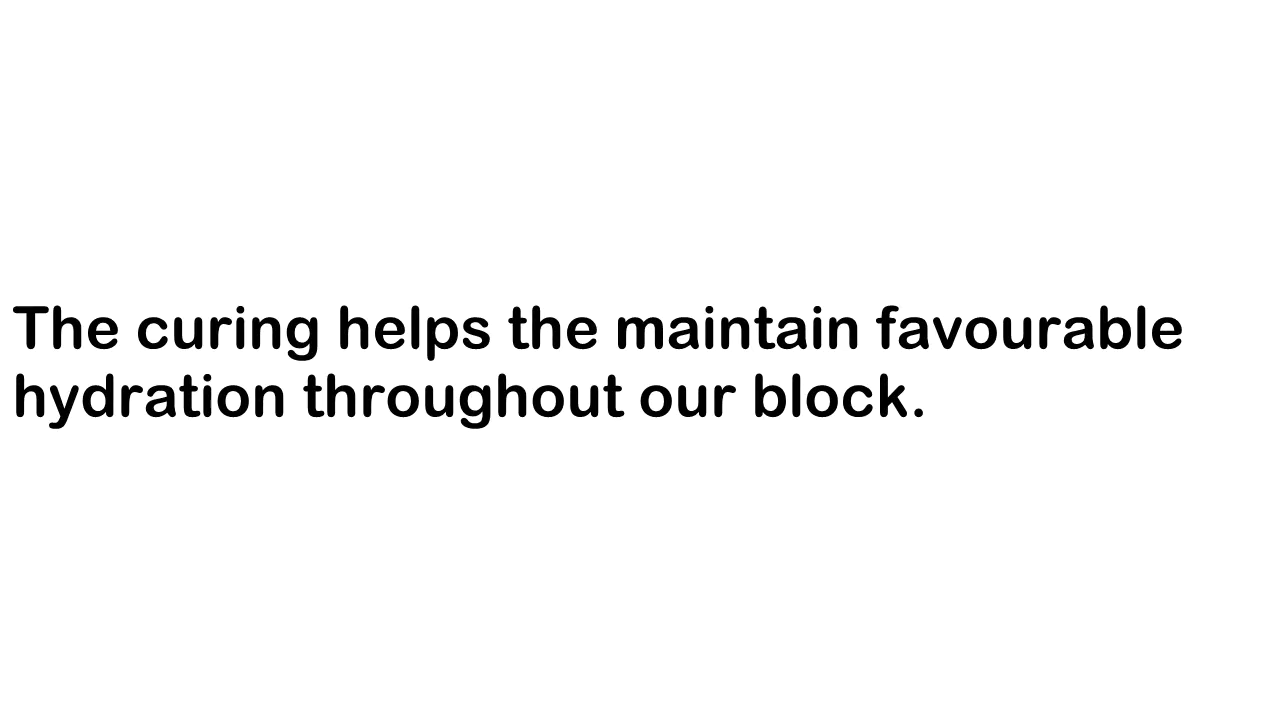 The curing helps the maintain favourable
hydration throughout our block.